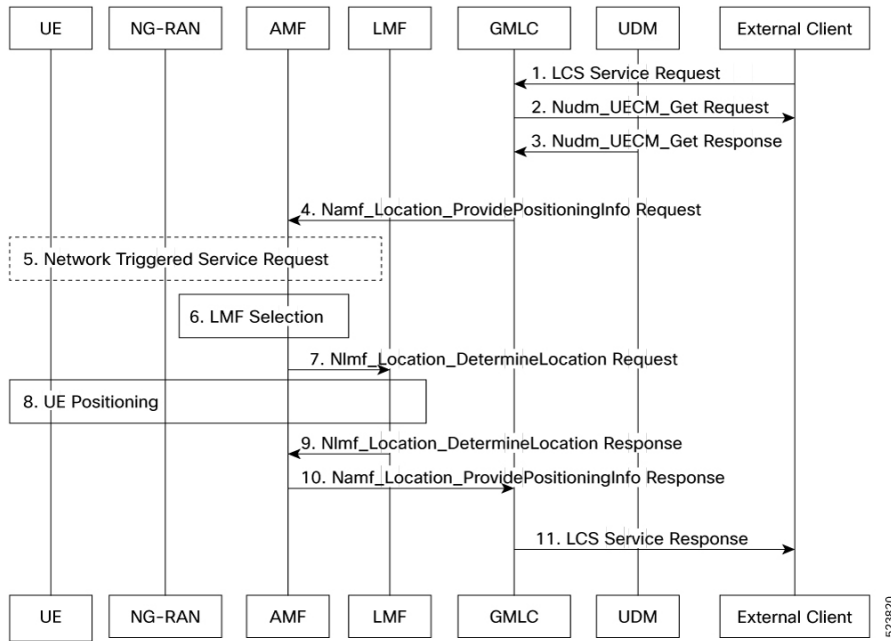 UE NG-RAN AMF LMF GMLC UDM External Client
1. LCS Service Request
2. Nudm_UECM_Get Request
3. Nudm_UECM_Get Response
4. Namf_Location_ProvidePositioningInfo Request
5. Network Triggered Service Request
6. LMF Selection
7. Nlmf_Location_DetermineLocation Request
8. UE Positioning
9. Nlmf_Location_DetermineLocation Response
10. Namf_Location_ProvidePositioningInfo Response
11. LCS Service Response
UE NG-RAN AMF LMF GMLC UDM External Client